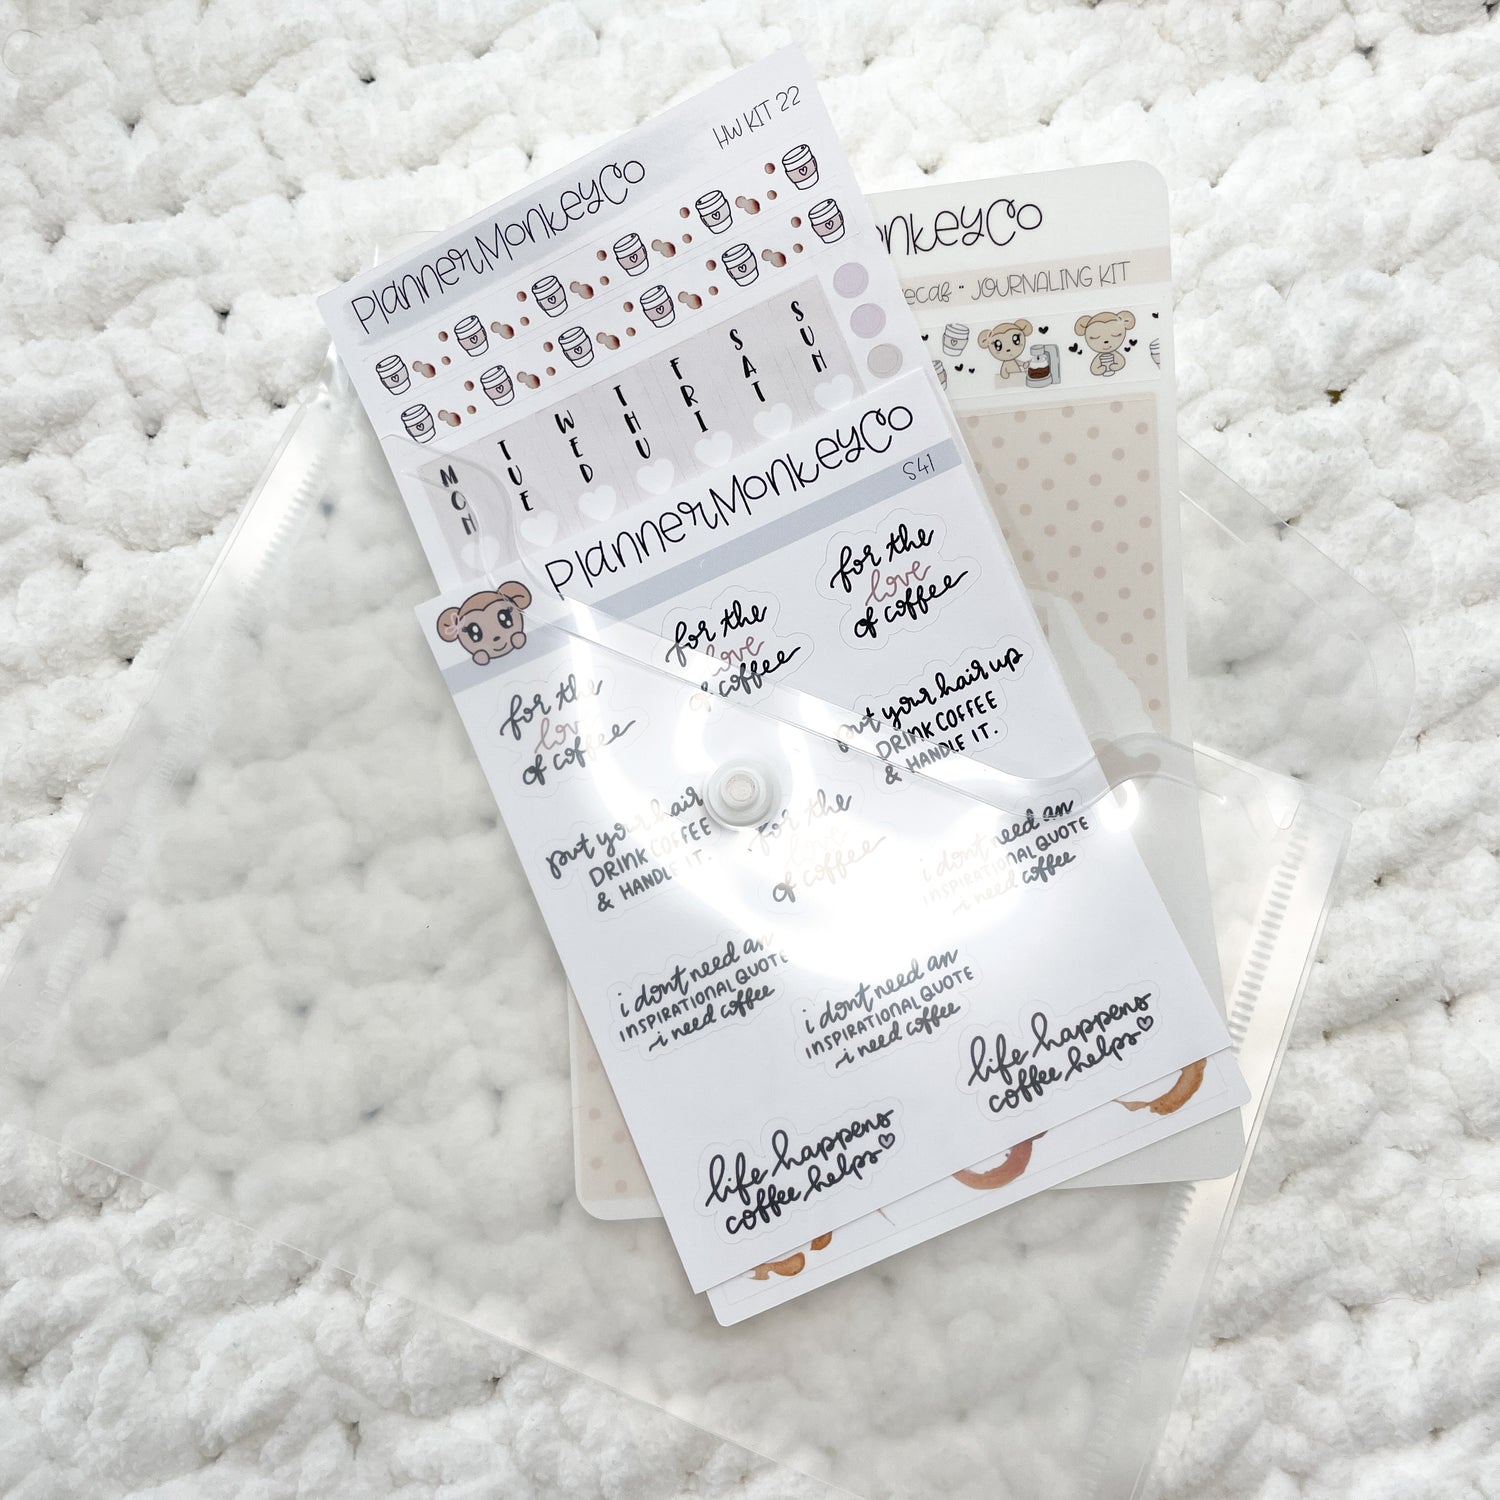 PlannerMonkeyCo
HW KIT 22
MON
TUE
WED
THU
FRI
SAT
SUN
nkeyCo
ecaf - JOURNALING KIT
PlannerMonkeyCo
S41
for the
love
of coffee
for the
love
of coffee
for the
love
of coffee
put your hair up
DRINK COFFEE
& HANDLE IT.
put your hair
DRINK COFFEE
& HANDLE IT.
for the
love
of coffee
i dont need an
INSPIRATIONAL QUOTE
~i need coffee
i dont need an
INSPIRATIONAL QUOTE
~i need coffee
i dont need an
INSPIRATIONAL QUOTE
~i need coffee
life happens
coffee helps♡
life happens
coffee helps♡